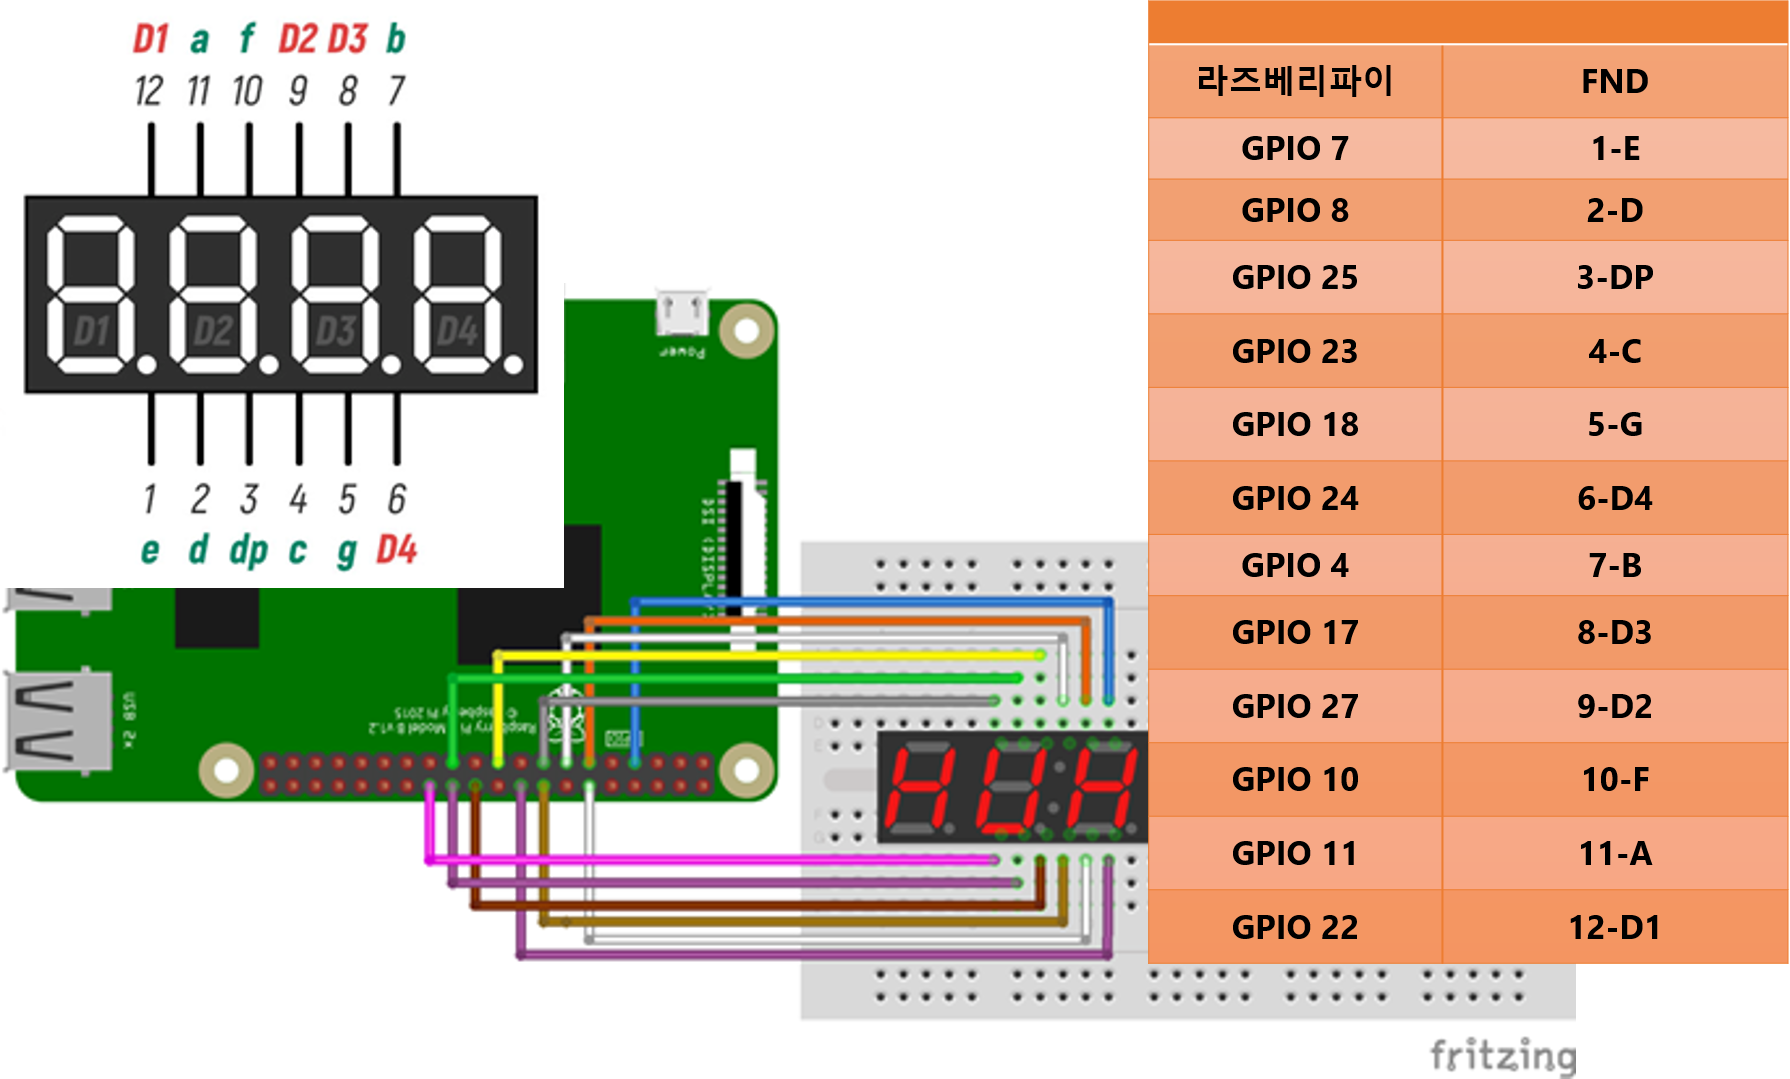 D1 a f D2 D3 b
12 11 10 9 8 7
D1 D2 D3 D4
1 2 3 4 5 6
e d dp c g D4
Power
USB 2x
Raspberry Pi Model B v1.2
© Raspberry Pi 2015
GPIO
라즈베리파이 FND
GPIO 7 1-E
GPIO 8 2-D
GPIO 25 3-DP
GPIO 23 4-C
GPIO 18 5-G
GPIO 24 6-D4
GPIO 4 7-B
GPIO 17 8-D3
GPIO 27 9-D2
GPIO 10 10-F
GPIO 11 11-A
GPIO 22 12-D1
fritzing